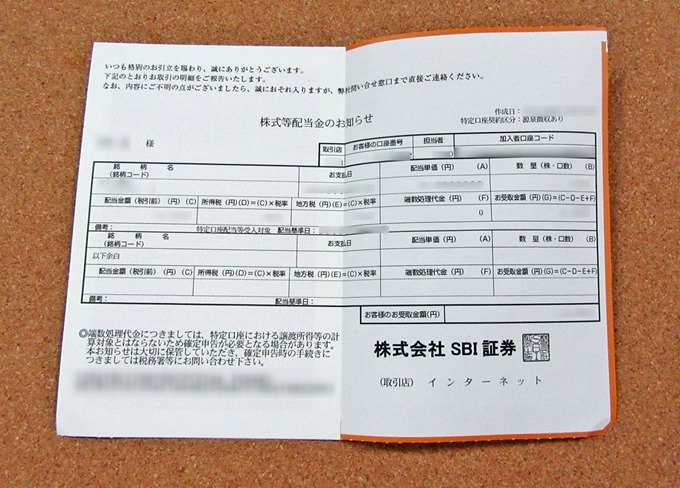 いつも格別のお引立を賜わり、誠にありがとうございます。
下記のとおりお取引の明細をご報告いたします。
なお、内容にご不明の点がございましたら、誠におそれ入りますが、弊社問い合せ窓口まで直接ご連絡ください。
作成日：
特定口座契約区分：源泉徴収あり
株式等配当金のお知らせ
様
取引店 お客様の口座番号 担当者 加入者口座コード
銘柄名 お支払日 配当単価（円） (A) 数量（株・口数） (B)
(銘柄コード)
配当金額（税引前）（円）(C) 所得税（円）(D)=(C)×税率 地方税（円）(E)=(C)×税率 端数処理代金（円） (F) お受取金額（円）(G)=(C-D-E+F)
0
備考： 特定口座配当等受入対象 配当基準日：
銘柄名 お支払日 配当単価（円） (A) 数量（株・口数） (B)
(銘柄コード)
以下余白
配当金額（税引前）（円）(C) 所得税（円）(D)=(C)×税率 地方税（円）(E)=(C)×税率 端数処理代金（円） (F) お受取金額（円）(G)=(C-D-E+F)
備考： 配当基準日：
お客様のお受取金額(円)
◎端数処理代金につきましては、特定口座における譲渡所得等の計
算対象とはならないため確定申告が必要となる場合があります。
本お知らせは大切に保管していただき、確定申告時の手続きに
つきましては税務署等にお問い合わせ下さい。
株式会社 SBI 証券
（取引店） インターネット